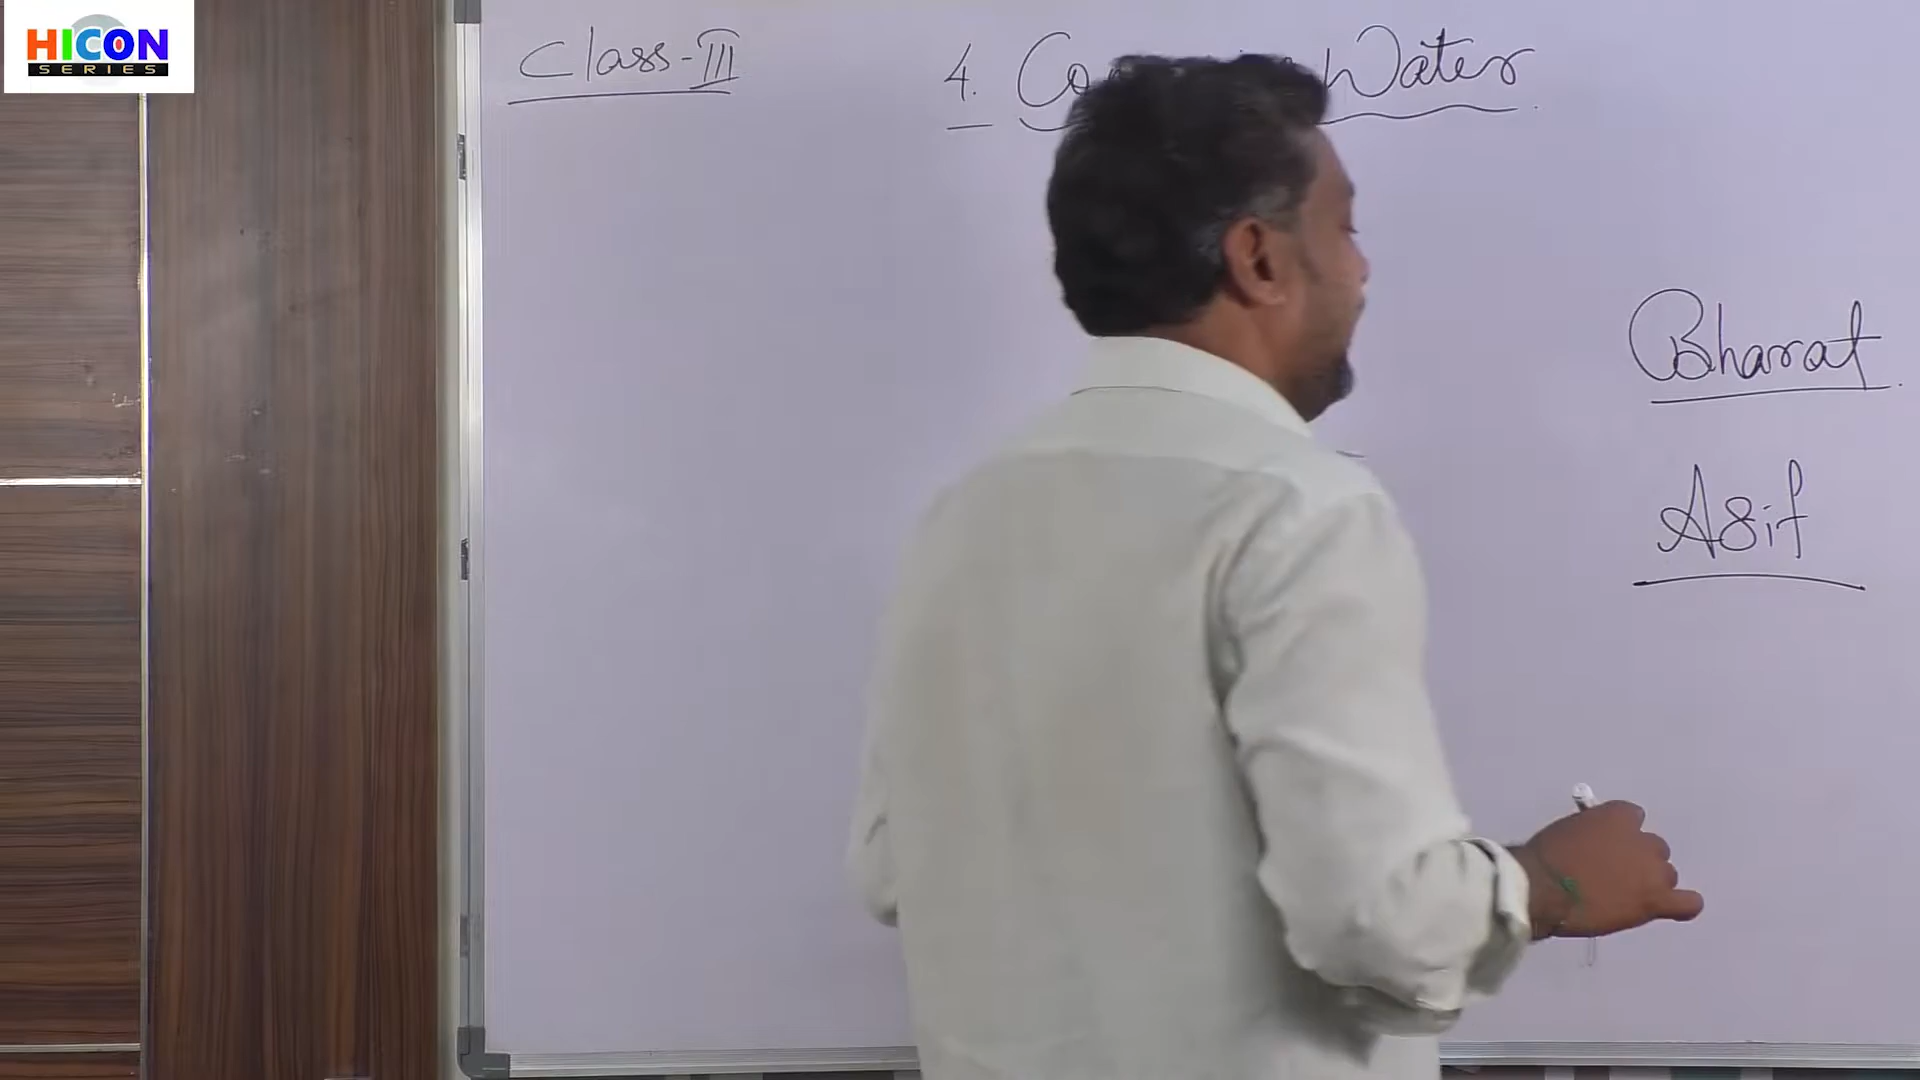 HICON
SERIES
Class-III
4. Water
Bharat
Asif